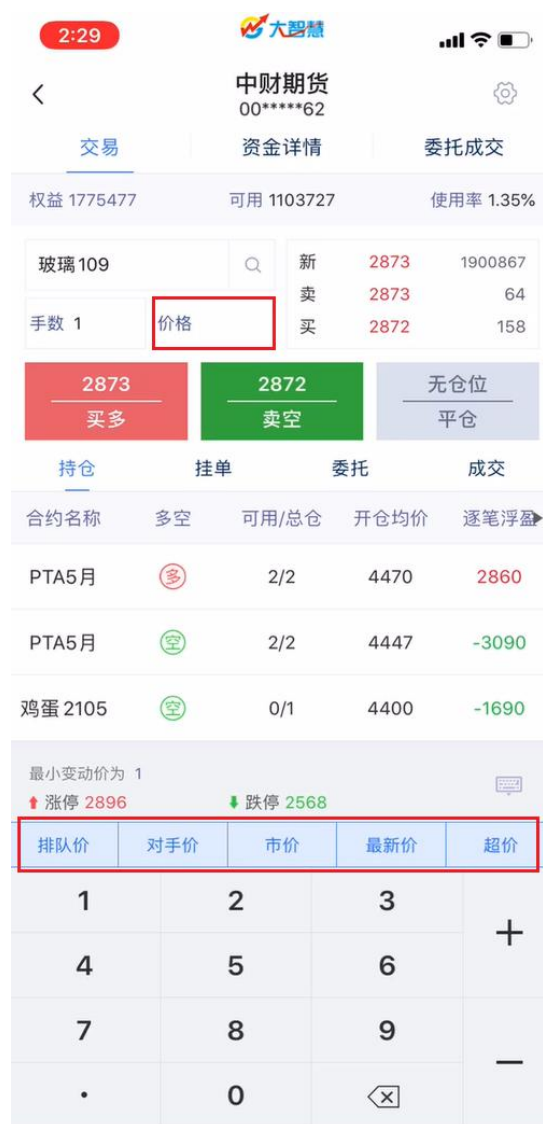 2:29 大智慧
中财期货
00*****62
交易 资金详情 委托成交
权益 1775477 可用 1103727 使用率 1.35%
玻璃109 新 2873 1900867
卖 2873 64
手数 1 价格 买 2872 158
2873 2872 无仓位
买多 卖空 平仓
持仓 挂单 委托 成交
合约名称 多空 可用/总仓 开仓均价 逐笔浮盈
PTA5月 多 2/2 4470 2860
PTA5月 空 2/2 4447 -3090
鸡蛋2105 空 0/1 4400 -1690
最小变动价为 1
涨停 2896 跌停 2568
排队价 对手价 市价 最新价 超价
1 2 3 +
4 5 6
7 8 9 —
. 0